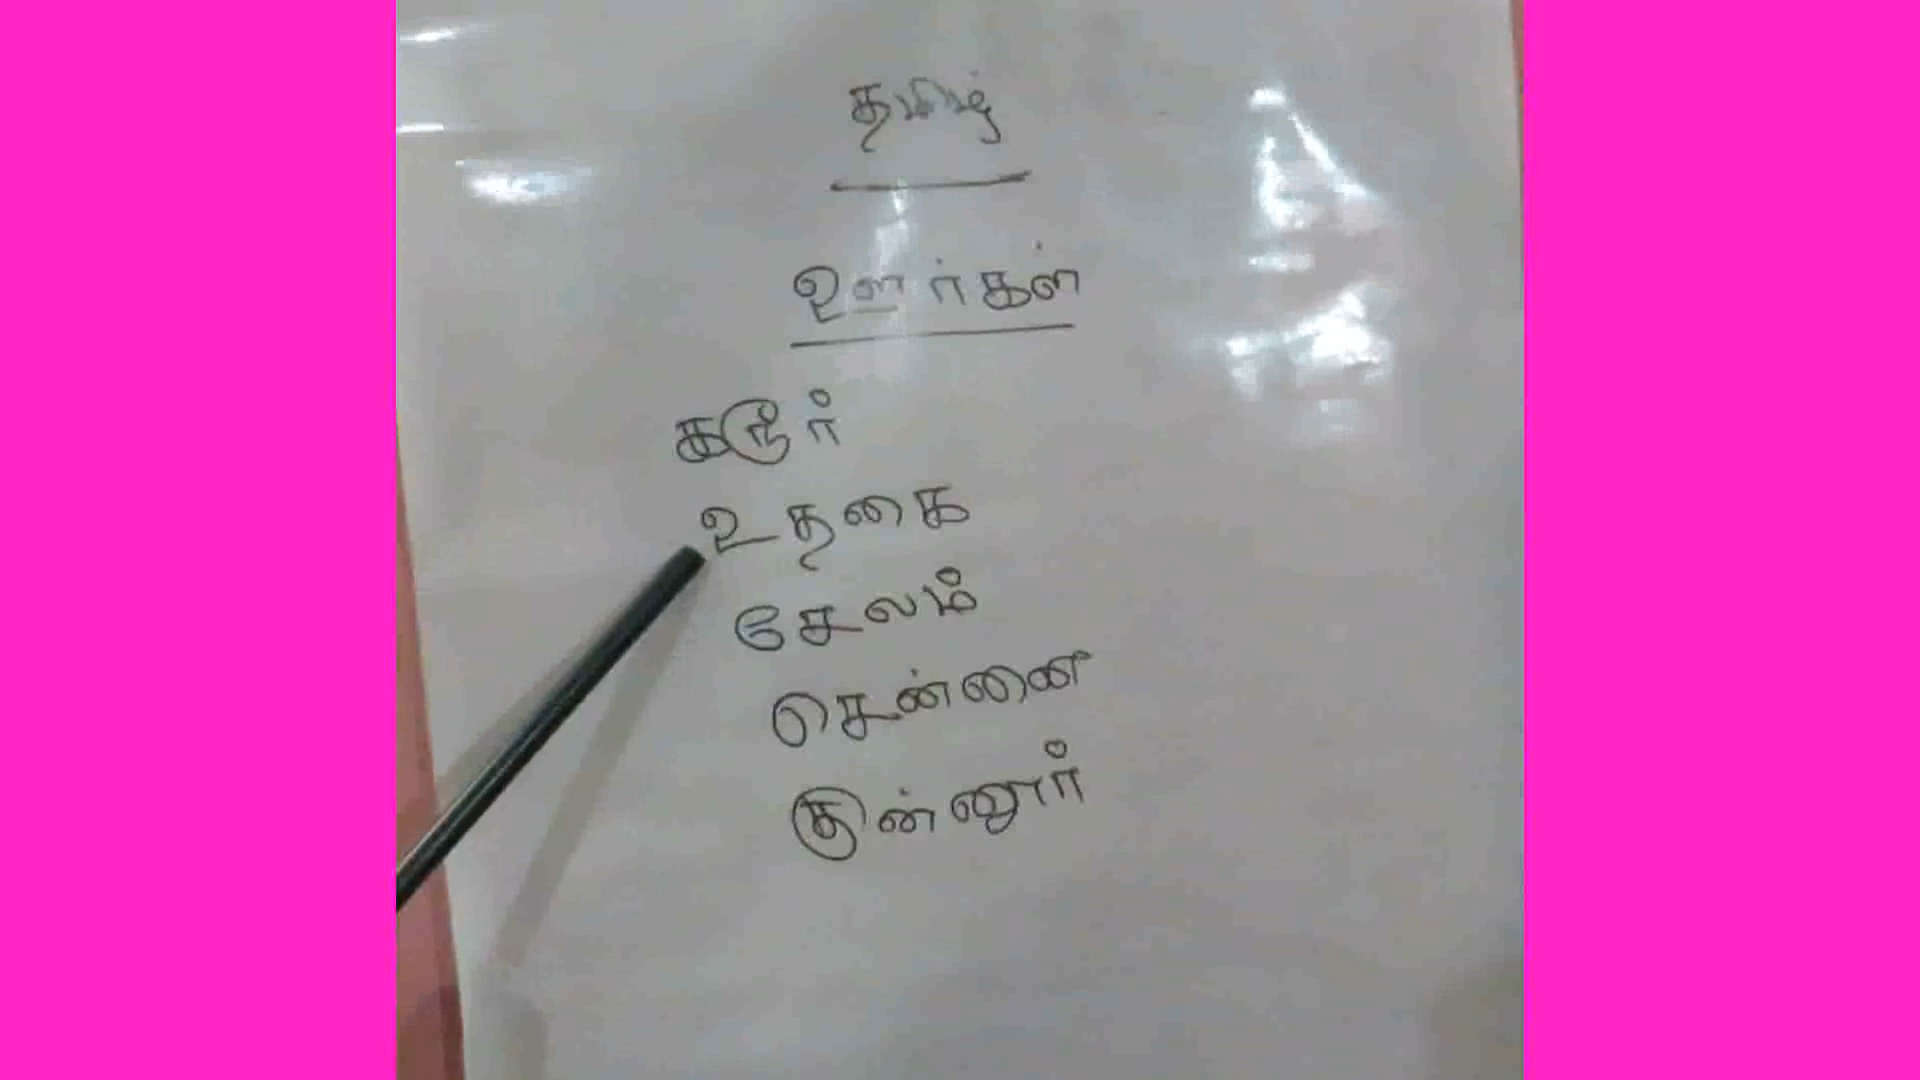 தமிழ்
ஊர்கள்
கரூர்
உதகை
சேலம்
சென்னை
குன்னூர்